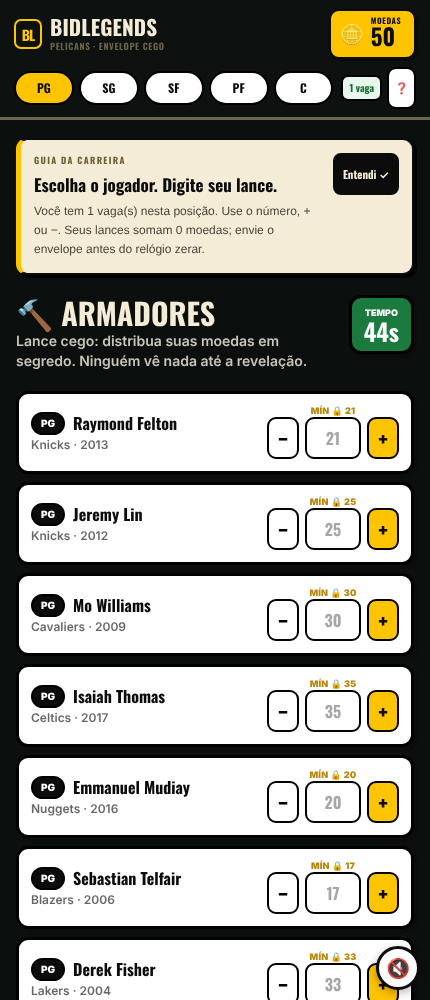 BL
BIDLEGENDS
PELICANS · ENVELOPE CEGO
MOEDAS
50
PG
SG
SF
PF
C
1 vaga
?
GUIA DA CARREIRA
Escolha o jogador. Digite seu lance.
Você tem 1 vaga(s) nesta posição. Use o número, +
ou −. Seus lances somam 0 moedas; envie o
envelope antes do relógio zerar.
Entendi ✓
ARMADORES
Lance cego: distribua suas moedas em
segredo. Ninguém vê nada até a revelação.
TEMPO
44s
PG Raymond Felton
Knicks · 2013
MÍN 🔒 21
− 21 +
PG Jeremy Lin
Knicks · 2012
MÍN 🔒 25
− 25 +
PG Mo Williams
Cavaliers · 2009
MÍN 🔒 30
− 30 +
PG Isaiah Thomas
Celtics · 2017
MÍN 🔒 35
− 35 +
PG Emmanuel Mudiay
Nuggets · 2016
MÍN 🔒 20
− 20 +
PG Sebastian Telfair
Blazers · 2006
MÍN 🔒 17
− 17 +
PG Derek Fisher
Lakers · 2004
MÍN 🔒 33
− 33 +